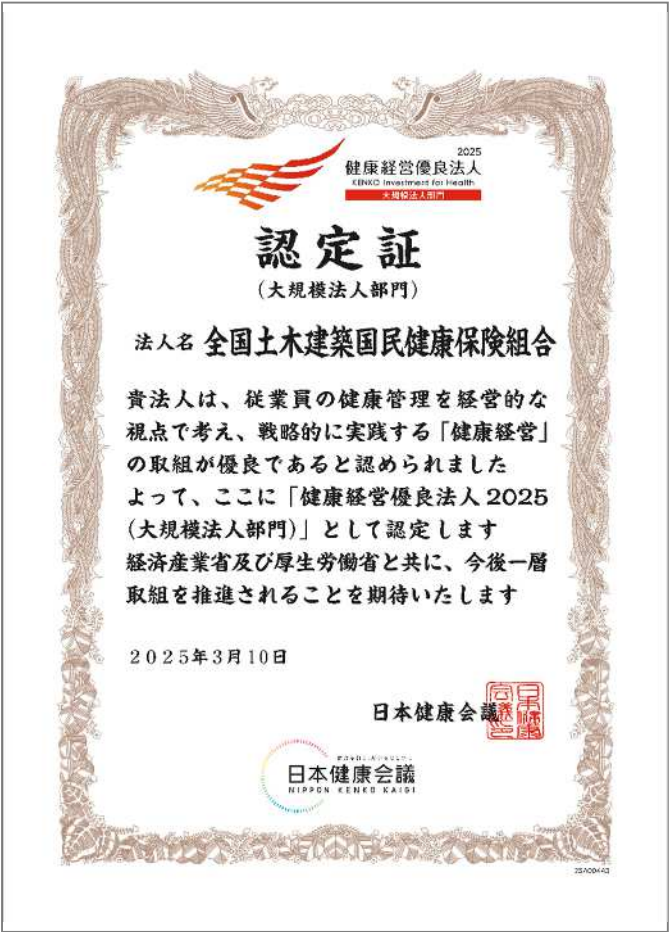 2025
健康経営優良法人
KENKO Investment for Health
大規模法人部門
認定証
(大規模法人部門)
法人名 全国土木建築国民健康保険組合
貴法人は、従業員の健康管理を経営的な
視点で考え、戦略的に実践する「健康経営」
の取組が優良であると認められました
よって、ここに「健康経営優良法人2025
(大規模法人部門)」として認定します
経済産業省及び厚生労働省と共に、今後一層
取組を推進されることを期待いたします
2025年3月10日
日本健康会議
日本健康会議
NIPPON KENKO KAIGI